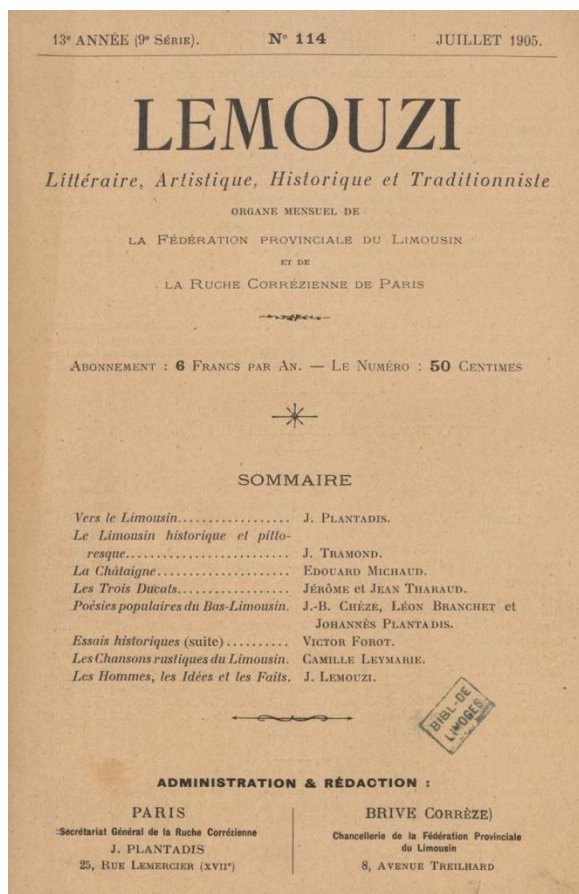 13e ANNÉE (9e SÉRIE). N° 114 JUILLET 1905.
LEMOUZI
Littéraire, Artistique, Historique et Traditionniste
ORGANE MENSUEL DE
LA FÉDÉRATION PROVINCIALE DU LIMOUSIN
ET DE
LA RUCHE CORRÉZIENNE DE PARIS
ABONNEMENT : 6 FRANCS PAR AN. — LE NUMÉRO : 50 CENTIMES
SOMMAIRE
Vers le Limousin.................. J. PLANTADIS.
Le Limousin historique et pitto-
resque.......................... J. TRAMOND.
La Châtaigne..................... EDOUARD MICHAUD.
Les Trois Ducats.................. JÉRÔME et JEAN THARAUD.
Poésies populaires du Bas-Limousin. J.-B. CHÈZE, LÉON BRANCHET et
JOHANNÈS PLANTADIS.
Essais historiques (suite).......... VICTOR FOROT.
Les Chansons rustiques du Limousin. CAMILLE LEYMARIE.
Les Hommes, les Idées et les Faits. J. LEMOUZI.
BIBL-DE
LIMOGES
ADMINISTRATION & RÉDACTION :
PARIS
Secrétariat Général de la Ruche Corrézienne
J. PLANTADIS
25, RUE LEMERCIER (XVIIe)
BRIVE CORRÈZE)
Chancellerie de la Fédération Provinciale
du Limousin
8, AVENUE TREILHARD